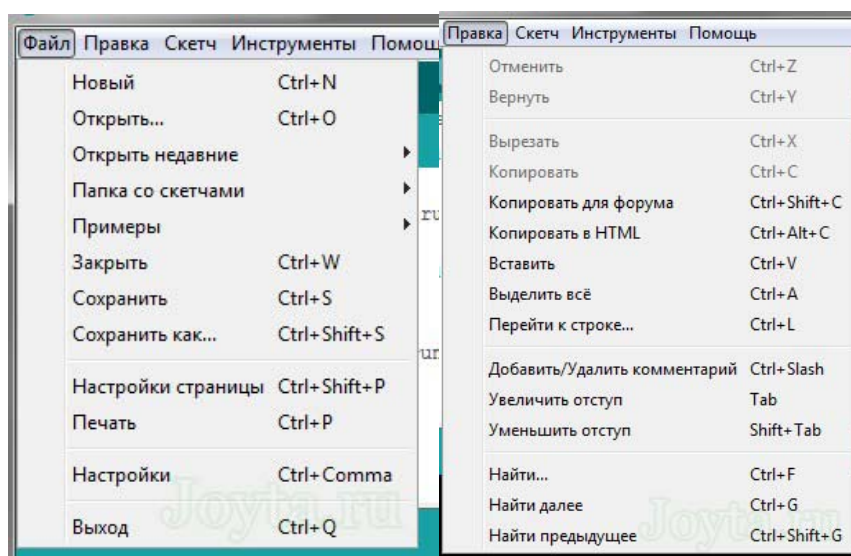 Файл Правка Скетч Инструменты Помощ
Новый Ctrl+N
Открыть... Ctrl+O
Открыть недавние
Папка со скетчами
Примеры
Закрыть Ctrl+W
Сохранить Ctrl+S
Сохранить как... Ctrl+Shift+S
Настройки страницы Ctrl+Shift+P
Печать Ctrl+P
Настройки Ctrl+Comma
Выход Ctrl+Q
Joyta.ru
Правка Скетч Инструменты Помощь
Отменить Ctrl+Z
Вернуть Ctrl+Y
Вырезать Ctrl+X
Копировать Ctrl+C
Копировать для форума Ctrl+Shift+C
Копировать в HTML Ctrl+Alt+C
Вставить Ctrl+V
Выделить всё Ctrl+A
Перейти к строке... Ctrl+L
Добавить/Удалить комментарий Ctrl+Slash
Увеличить отступ Tab
Уменьшить отступ Shift+Tab
Найти... Ctrl+F
Найти далее Ctrl+G
Найти предыдущее Ctrl+Shift+G
Joyta.ru